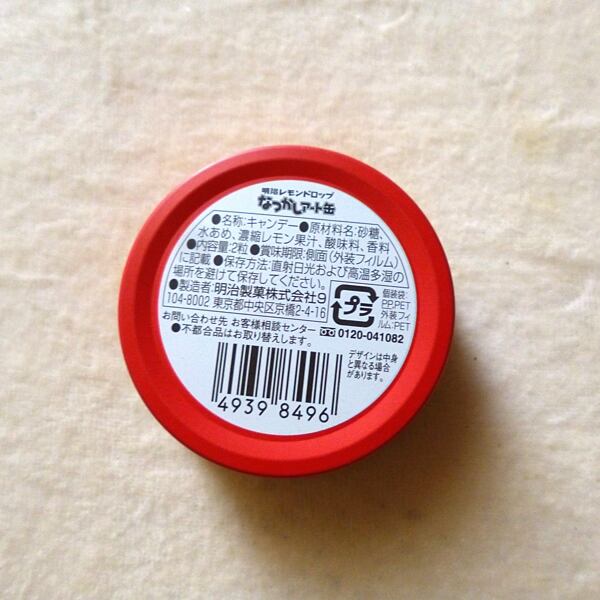 明治レモンドロップ
なつかしアート缶
●名称:キャンデー●原材料名:砂糖、
水あめ、濃縮レモン果汁、酸味料、香料
●内容量:2粒●賞味期限:側面(外装フィルム)
に記載 ●保存方法:直射日光および高温多湿の
場所を避けて保存してください。
●製造者:明治製菓株式会社9
104-8002 東京都中央区京橋2-4-16
プラ
個装袋:
PP,PET
外装フィ
ルム:PET
お問い合わせ先 お客様相談センター 0120-041082
●不都合品はお取り替えします。
デザインは中身
と異なる場合
があります。
4939 8496